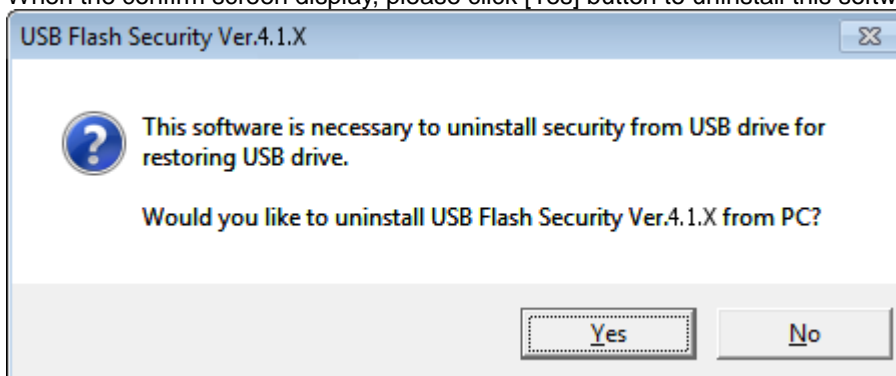 When the confirm screen display, please click [Yes] button to uninstall this softw
USB Flash Security Ver.4.1.X
This software is necessary to uninstall security from USB drive for
restoring USB drive.
Would you like to uninstall USB Flash Security Ver.4.1.X from PC?
Yes
No